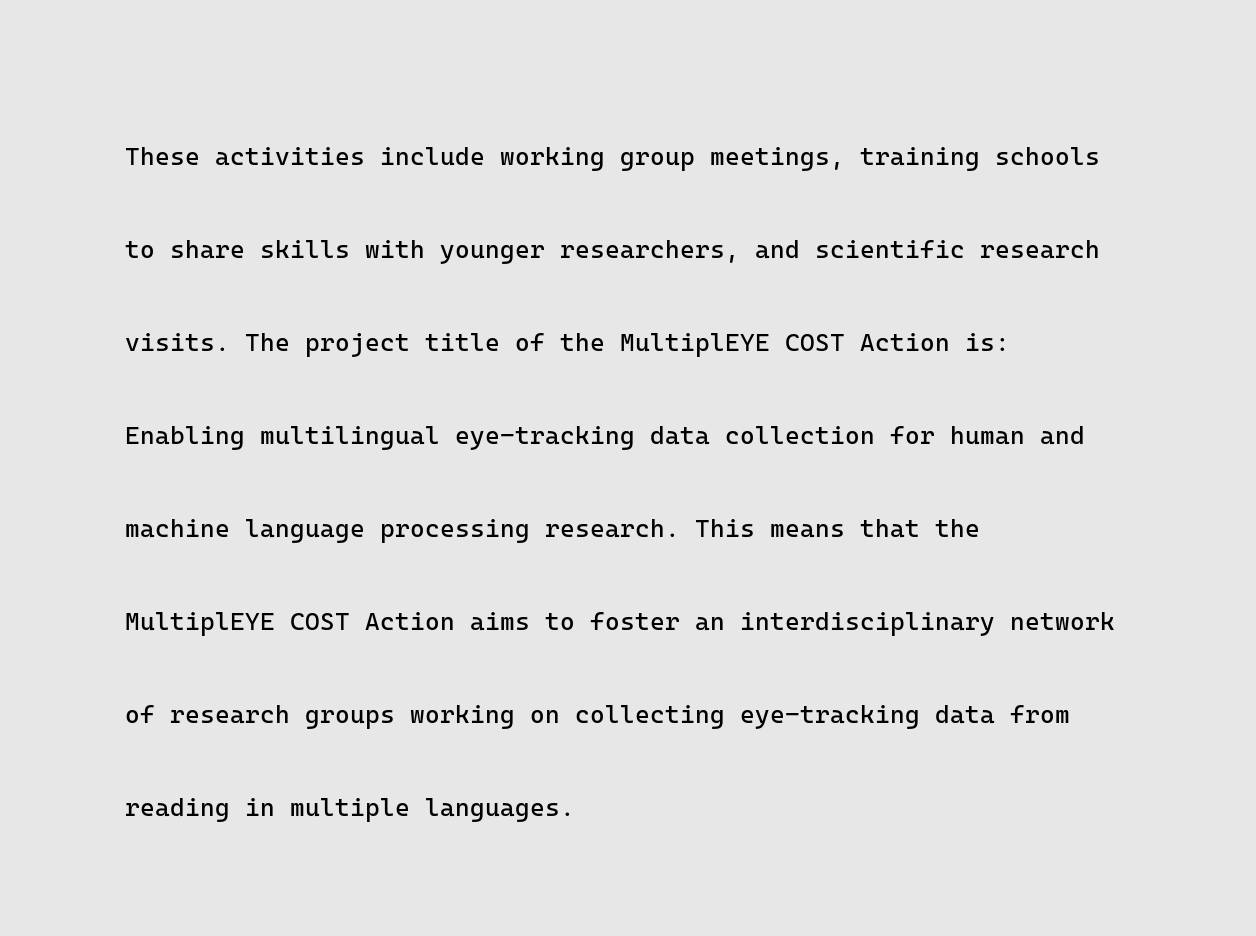 These activities include working group meetings, training schools
to share skills with younger researchers, and scientific research
visits. The project title of the MultiplEYE COST Action is:
Enabling multilingual eye-tracking data collection for human and
machine language processing research. This means that the
MultiplEYE COST Action aims to foster an interdisciplinary network
of research groups working on collecting eye-tracking data from
reading in multiple languages.